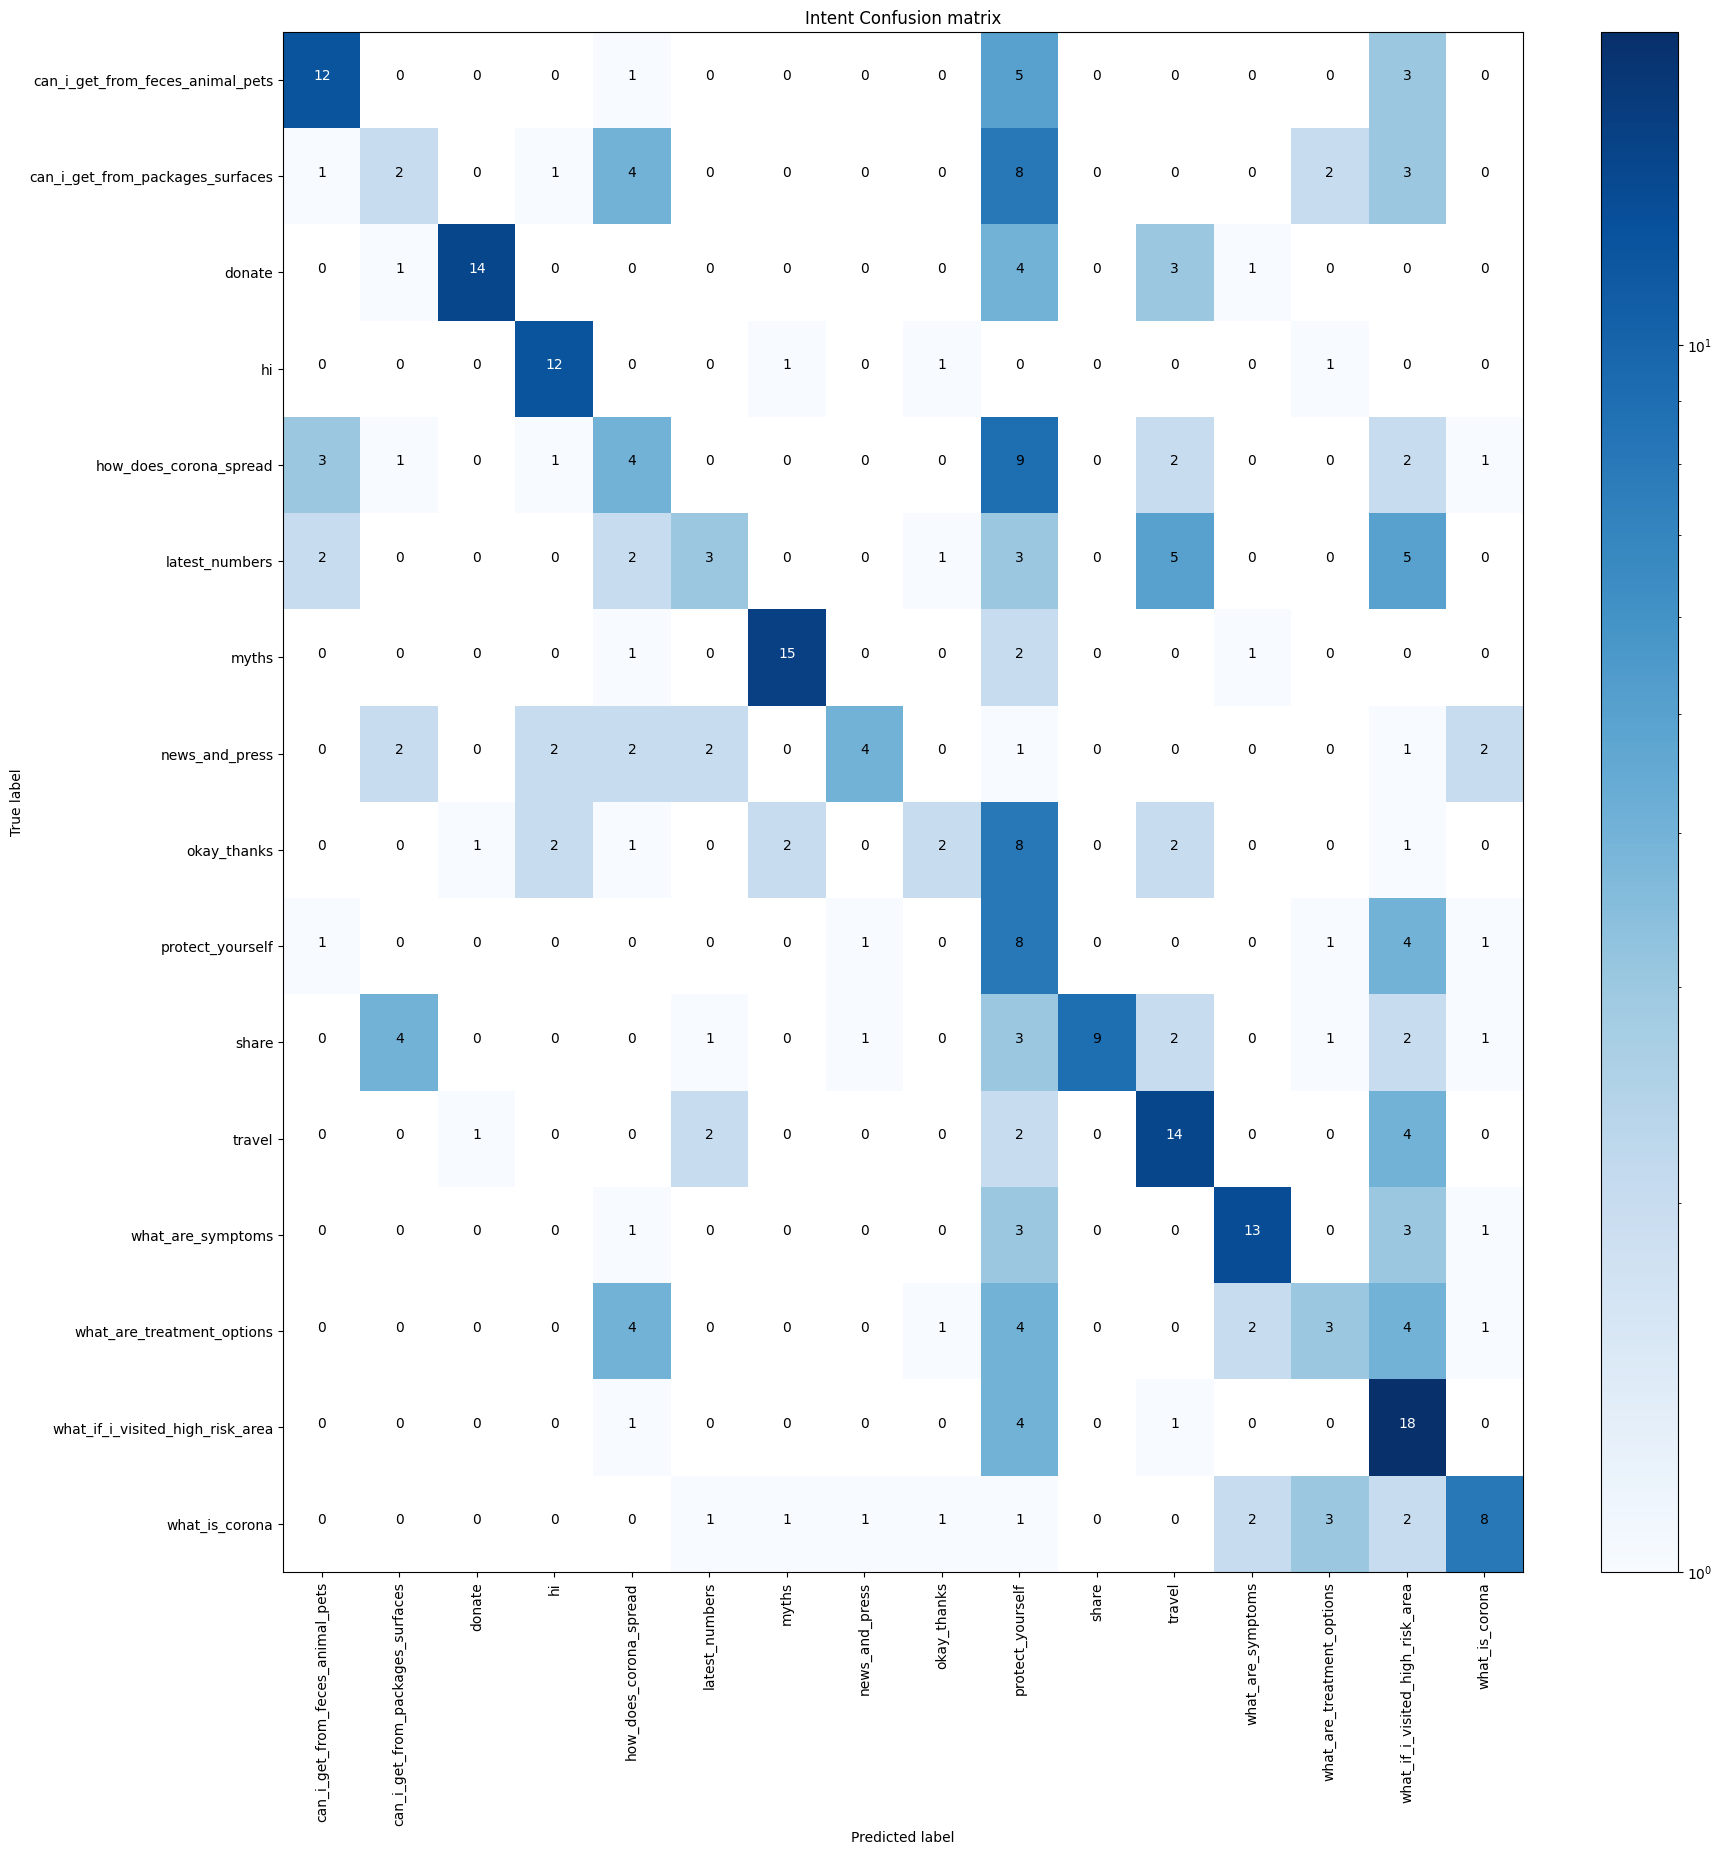 Intent Confusion matrix
can_i_get_from_feces_animal_pets 12 0 0 0 1 0 0 0 0 5 0 0 0 0 3 0
can_i_get_from_packages_surfaces 1 2 0 1 4 0 0 0 0 8 0 0 0 2 3 0
donate 0 1 14 0 0 0 0 0 0 4 0 3 1 0 0 0
hi 0 0 0 12 0 0 1 0 1 0 0 0 0 1 0 0
how_does_corona_spread 3 1 0 1 4 0 0 0 0 9 0 2 0 0 2 1
latest_numbers 2 0 0 0 2 3 0 0 1 3 0 5 0 0 5 0
myths 0 0 0 0 1 0 15 0 0 2 0 0 1 0 0 0
news_and_press 0 2 0 2 2 2 0 4 0 1 0 0 0 0 1 2
okay_thanks 0 0 1 2 1 0 2 0 2 8 0 2 0 0 1 0
protect_yourself 1 0 0 0 0 0 0 1 0 8 0 0 0 1 4 1
share 0 4 0 0 0 1 0 1 0 3 9 2 0 1 2 1
travel 0 0 1 0 0 2 0 0 0 2 0 14 0 0 4 0
what_are_symptoms 0 0 0 0 1 0 0 0 0 3 0 0 13 0 3 1
what_are_treatment_options 0 0 0 0 4 0 0 0 1 4 0 0 2 3 4 1
what_if_i_visited_high_risk_area 0 0 0 0 1 0 0 0 0 4 0 1 0 0 18 0
what_is_corona 0 0 0 0 0 1 1 1 1 1 0 0 2 3 2 8
True label
can_i_get_from_feces_animal_pets
can_i_get_from_packages_surfaces
donate
hi
how_does_corona_spread
latest_numbers
myths
news_and_press
okay_thanks
protect_yourself
share
travel
what_are_symptoms
what_are_treatment_options
what_if_i_visited_high_risk_area
what_is_corona
Predicted label
10¹
10⁰